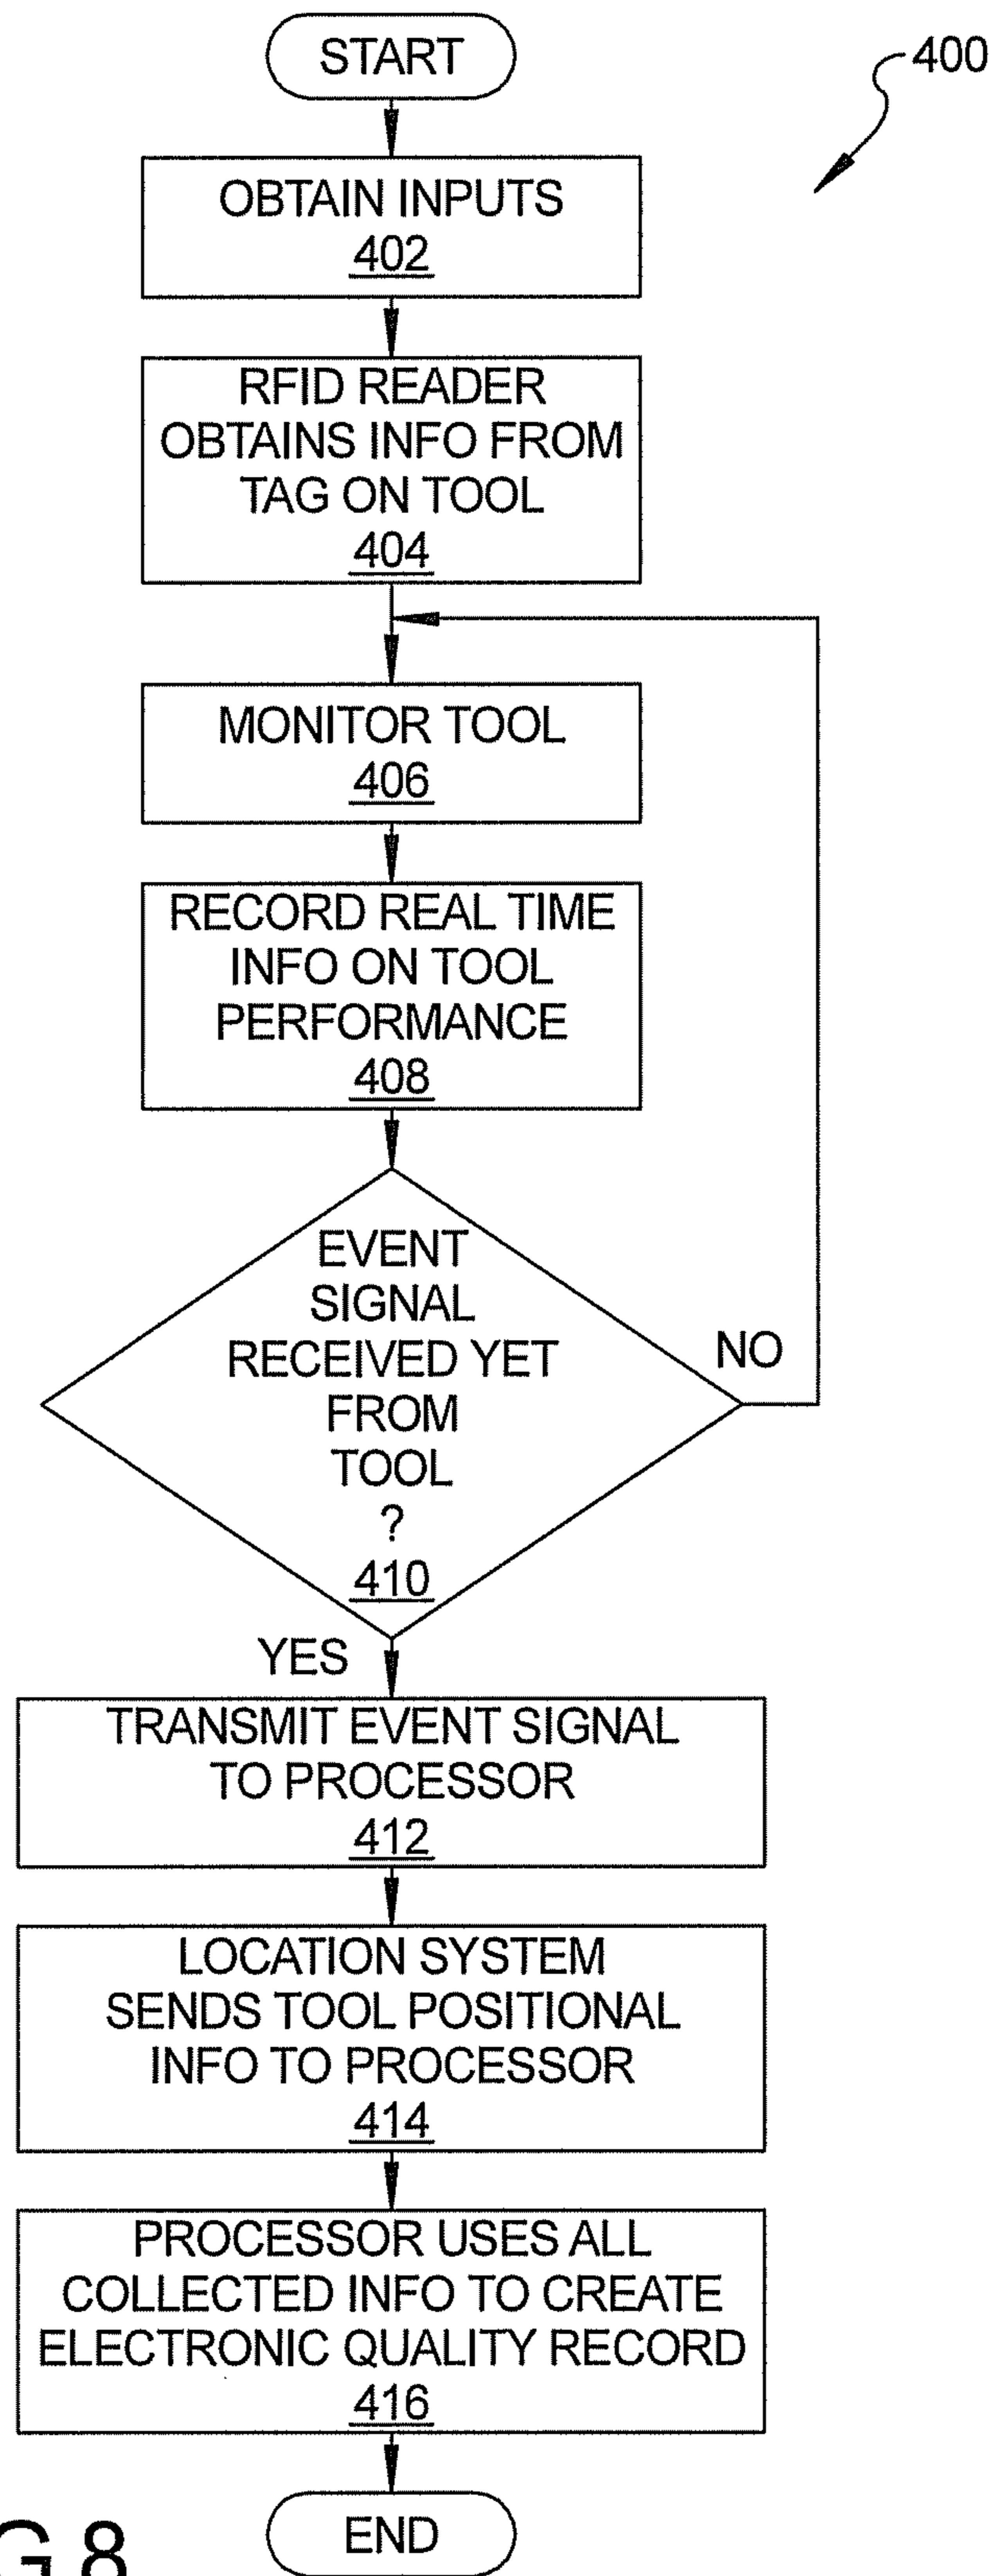 START
400
OBTAIN INPUTS
402
RFID READER
OBTAINS INFO FROM
TAG ON TOOL
404
MONITOR TOOL
406
RECORD REAL TIME
INFO ON TOOL
PERFORMANCE
408
EVENT
SIGNAL
RECEIVED YET
FROM
TOOL
?
410
NO
YES
TRANSMIT EVENT SIGNAL
TO PROCESSOR
412
LOCATION SYSTEM
SENDS TOOL POSITIONAL
INFO TO PROCESSOR
414
PROCESSOR USES ALL
COLLECTED INFO TO CREATE
ELECTRONIC QUALITY RECORD
416
END
G 8